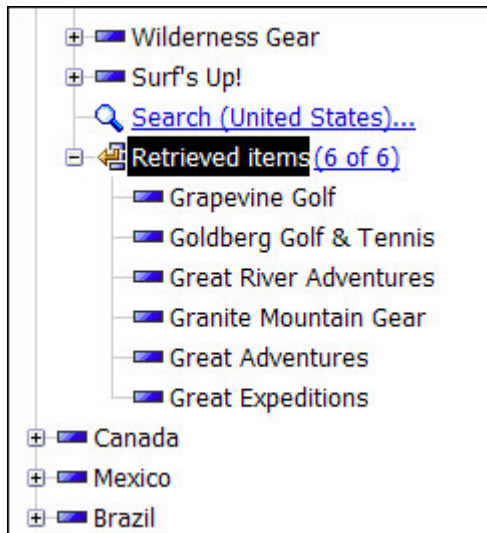 Wilderness Gear
Surf's Up!
Search (United States)...
Retrieved items (6 of 6)
Grapevine Golf
Goldberg Golf & Tennis
Great River Adventures
Granite Mountain Gear
Great Adventures
Great Expeditions
Canada
Mexico
Brazil